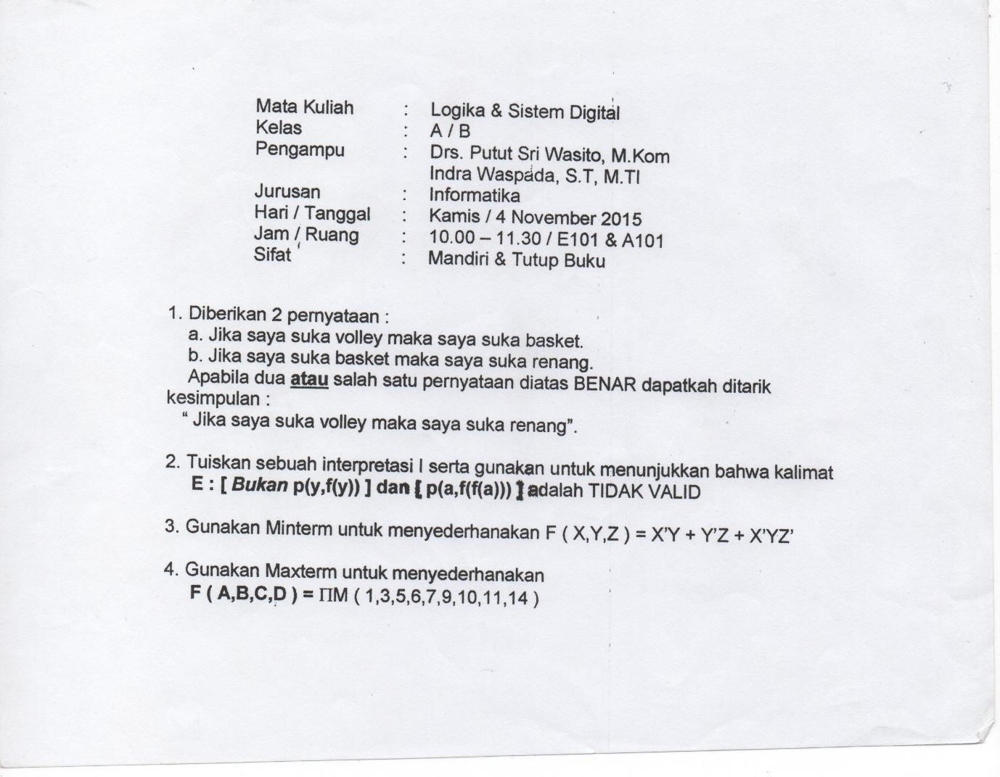 Mata Kuliah : Logika & Sistem Digital
Kelas : A / B
Pengampu : Drs. Putut Sri Wasito, M.Kom
Indra Waspada, S.T, M.TI
Jurusan : Informatika
Hari / Tanggal : Kamis / 4 November 2015
Jam / Ruang : 10.00 – 11.30 / E101 & A101
Sifat : Mandiri & Tutup Buku
1. Diberikan 2 pernyataan :
a. Jika saya suka volley maka saya suka basket.
b. Jika saya suka basket maka saya suka renang.
Apabila dua atau salah satu pernyataan diatas BENAR dapatkah ditarik
kesimpulan :
“ Jika saya suka volley maka saya suka renang”.
2. Tuiskan sebuah interpretasi I serta gunakan untuk menunjukkan bahwa kalimat
E : [ Bukan p(y,f(y)) ] dan [ p(a,f(f(a))) ] adalah TIDAK VALID
3. Gunakan Minterm untuk menyederhanakan F ( X,Y,Z ) = X’Y + Y’Z + X’YZ’
4. Gunakan Maxterm untuk menyederhanakan
F ( A,B,C,D ) = ΠM ( 1,3,5,6,7,9,10,11,14 )